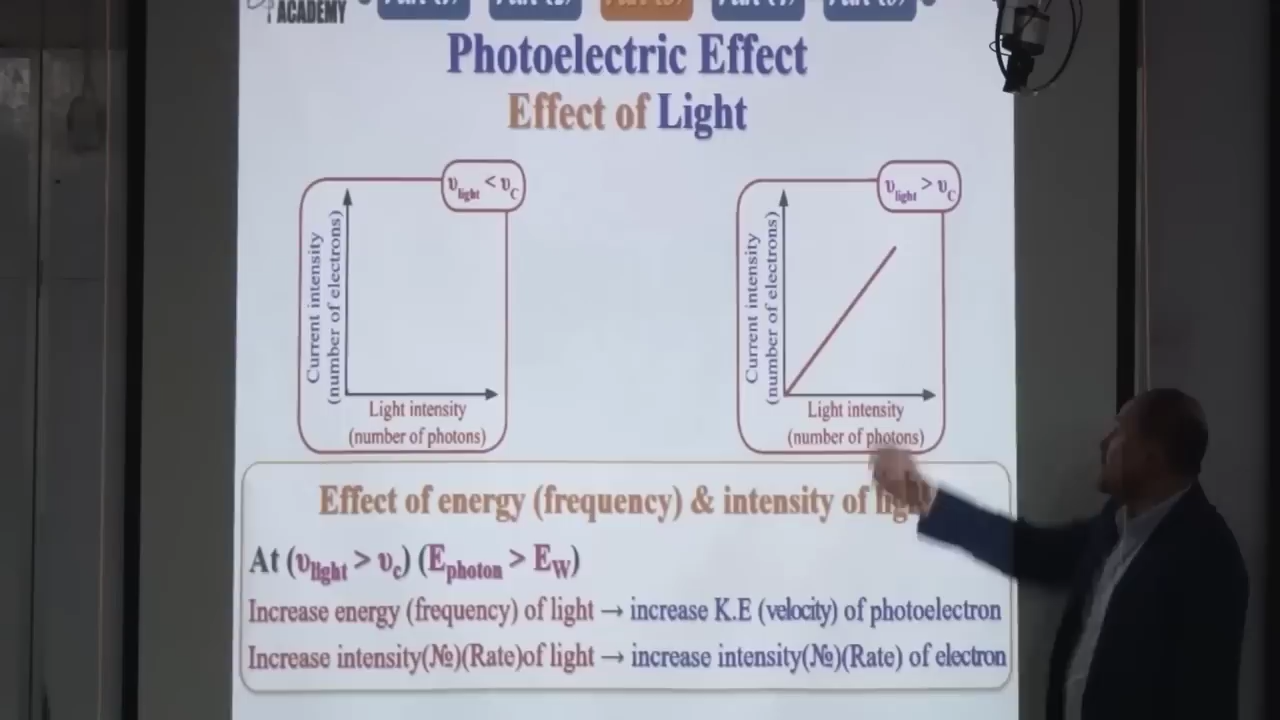 ACADEMY
Photoelectric Effect
Effect of Light
υlight < υC
Current intensity
(number of electrons)
Light intensity
(number of photons)
υlight > υC
Current intensity
(number of electrons)
Light intensity
(number of photons)
Effect of energy (frequency) & intensity of
At (υlight > υc) (Ephoton > EW)
Increase energy (frequency) of light → increase K.E (velocity) of photoelectron
Increase intensity(№)(Rate)of light → increase intensity(№)(Rate) of electron